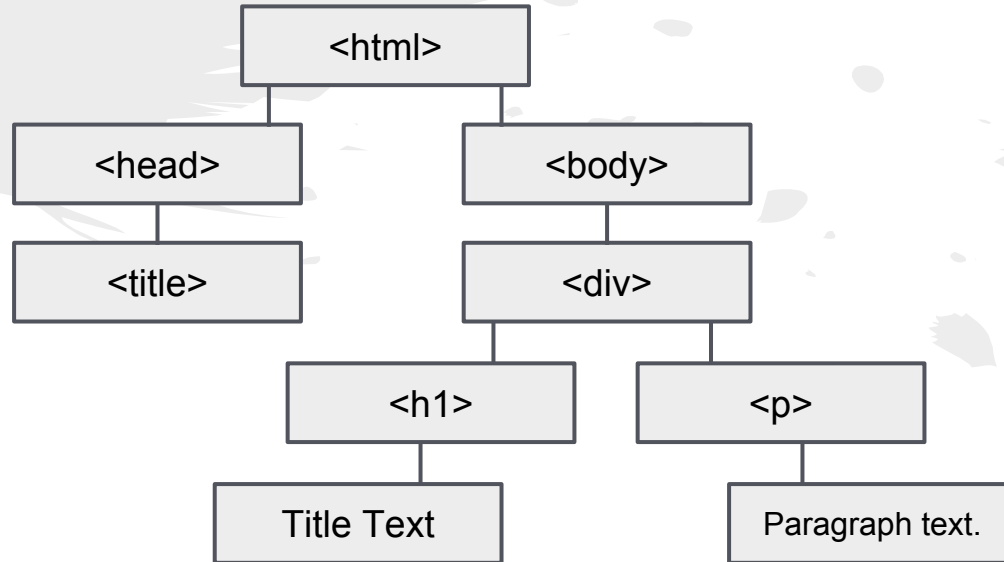 <html>
<head>
<body>
<title>
<div>
<h1>
<p>
Title Text
Paragraph text.